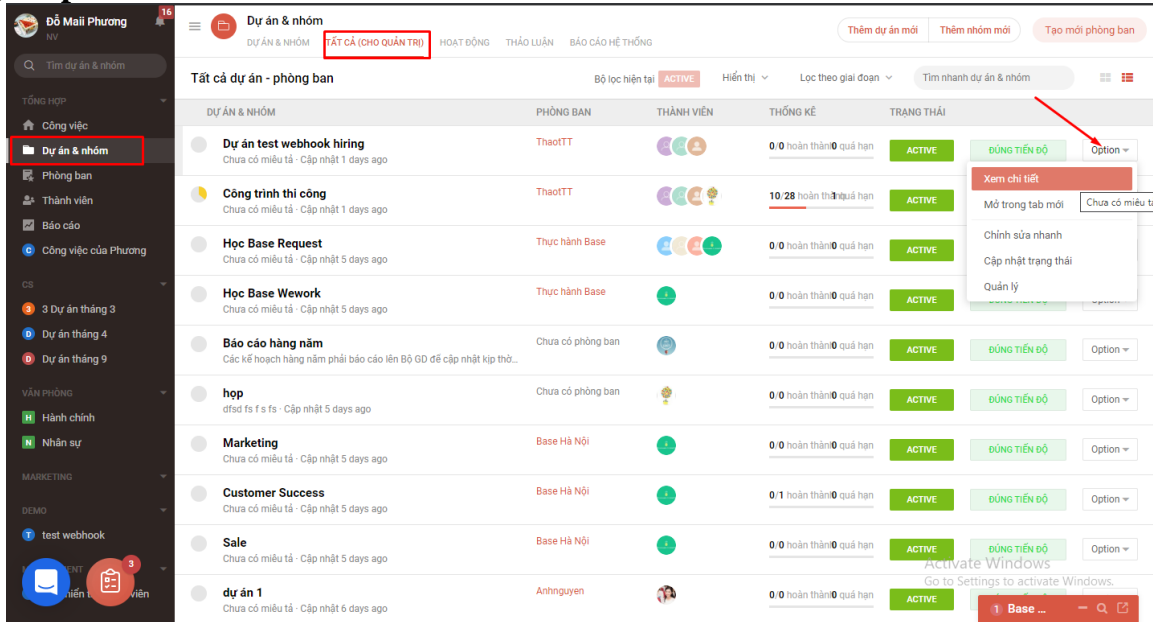 Đỗ Maii Phương
NV
16
Tìm dự án & nhóm
TỔNG HỢP
Công việc
Dự án & nhóm
Phòng ban
Thành viên
Báo cáo
C Công việc của Phương
CS
3 3 Dự án tháng 3
D Dự án tháng 4
D Dự án tháng 9
VĂN PHÒNG
H Hành chính
N Nhân sự
MARKETING
DEMO
T test webhook
3
viên
Dự án & nhóm
DỰ ÁN & NHÓM TẤT CẢ (CHO QUẢN TRỊ) HOẠT ĐỘNG THẢO LUẬN BÁO CÁO HỆ THỐNG
Thêm dự án mới Thêm nhóm mới Tạo mới phòng ban
Tất cả dự án - phòng ban
Bộ lọc hiện tại ACTIVE Hiển thị Lọc theo giai đoạn Tìm nhanh dự án & nhóm
DỰ ÁN & NHÓM PHÒNG BAN THÀNH VIÊN THỐNG KÊ TRẠNG THÁI
Dự án test webhook hiring ThaotTT 0/0 hoàn thành 0 quá hạn ACTIVE ĐÚNG TIẾN ĐỘ Option
Chưa có miêu tả · Cập nhật 1 days ago
Xem chi tiết
Mở trong tab mới
Chưa có miêu tả
Chỉnh sửa nhanh
Cập nhật trạng thái
Quản lý
Công trình thi công ThaotTT 10/28 hoàn thành 1 quá hạn ACTIVE
Chưa có miêu tả · Cập nhật 1 days ago
Học Base Request Thực hành Base 0/0 hoàn thành 0 quá hạn ACTIVE
Chưa có miêu tả · Cập nhật 5 days ago
Học Base Wework Thực hành Base 0/0 hoàn thành 0 quá hạn ACTIVE ĐÚNG TIẾN ĐỘ Option
Chưa có miêu tả · Cập nhật 5 days ago
Báo cáo hàng năm Chưa có phòng ban 0/0 hoàn thành 0 quá hạn ACTIVE ĐÚNG TIẾN ĐỘ Option
Các kế hoạch hàng năm phải báo cáo lên Bộ GD để cập nhật kịp thờ...
họp Chưa có phòng ban 0/0 hoàn thành 0 quá hạn ACTIVE ĐÚNG TIẾN ĐỘ Option
dfsd fs f s fs · Cập nhật 5 days ago
Marketing Base Hà Nội 0/0 hoàn thành 0 quá hạn ACTIVE ĐÚNG TIẾN ĐỘ Option
Chưa có miêu tả · Cập nhật 5 days ago
Customer Success Base Hà Nội 0/1 hoàn thành 0 quá hạn ACTIVE ĐÚNG TIẾN ĐỘ Option
Chưa có miêu tả · Cập nhật 5 days ago
Sale Base Hà Nội 0/0 hoàn thành 0 quá hạn ACTIVE ĐÚNG TIẾN ĐỘ Option
Chưa có miêu tả · Cập nhật 5 days ago
dự án 1 Anhnguyen 0/0 hoàn thành 0 quá hạn ACTIVE
Chưa có miêu tả · Cập nhật 6 days ago
Activate Windows
Go to Settings to activate Windows.
1 Base ...